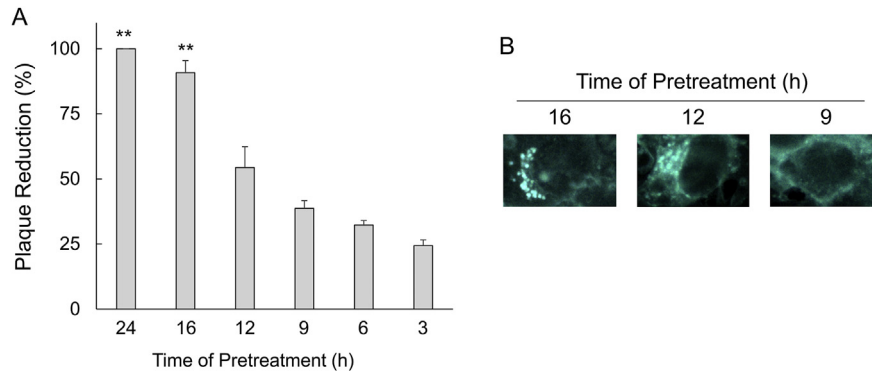 A
** **
100
75
50
25
0
Plaque Reduction (%)
24 16 12 9 6 3
Time of Pretreatment (h)
B
Time of Pretreatment (h)
16 12 9